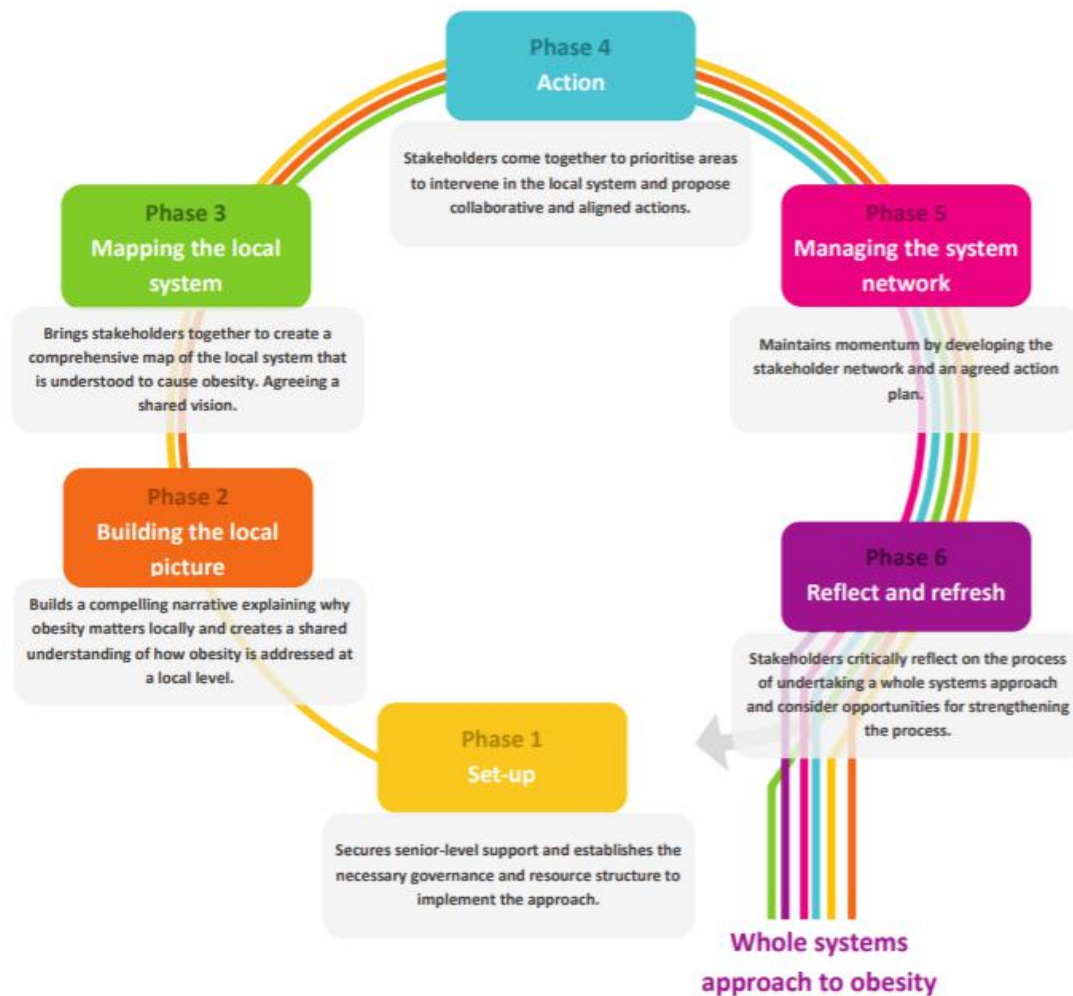 Phase 1
Set-up
Secures senior-level support and establishes the
necessary governance and resource structure to
implement the approach.
Phase 2
Building the local
picture
Builds a compelling narrative explaining why
obesity matters locally and creates a shared
understanding of how obesity is addressed at
a local level.
Phase 3
Mapping the local
system
Brings stakeholders together to create a
comprehensive map of the local system that
is understood to cause obesity. Agreeing a
shared vision.
Phase 4
Action
Stakeholders come together to prioritise areas
to intervene in the local system and propose
collaborative and aligned actions.
Phase 5
Managing the system
network
Maintains momentum by developing the
stakeholder network and an agreed action
plan.
Phase 6
Reflect and refresh
Stakeholders critically reflect on the process
of undertaking a whole systems approach
and consider opportunities for strengthening
the process.
Whole systems
approach to obesity